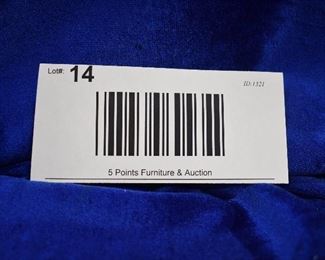 Lot#: 14 ID:1321
5 Points Furniture & Auction